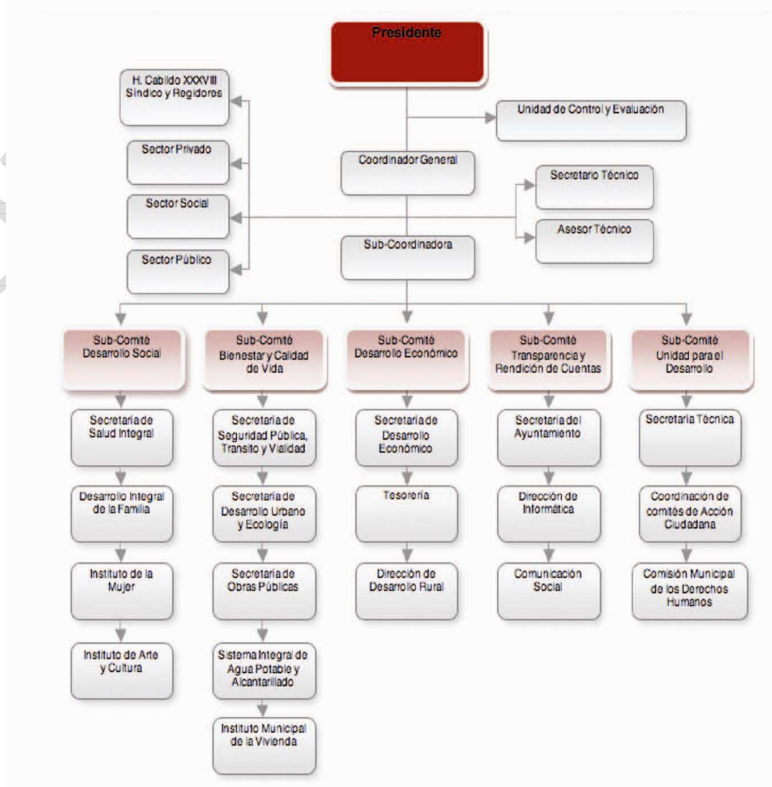 Presidente
H. Cabildo XXXVIII
Síndico y Regidores
Unidad de Control y Evaluación
Sector Privado
Coordinador General
Secretario Técnico
Sector Social
Asesor Técnico
Sector Público
Sub-Coordinadora
Sub-Comité
Desarrollo Social
Sub-Comité
Bienestar y Calidad
de Vida
Sub-Comité
Desarrollo Económico
Sub-Comité
Transparencia y
Rendición de Cuentas
Sub-Comité
Unidad para el
Desarrollo
Secretaría de
Salud Integral
Secretaría de
Seguridad Pública,
Transito y Vialidad
Secretaría de
Desarrollo
Económico
Secretaría del
Ayuntamiento
Secretaría Técnica
Desarrollo Integral
de la Familia
Secretaría de
Desarrollo Urbano
y Ecología
Tesorería
Dirección de
Informática
Coordinación de
comités de Acción
Ciudadana
Instituto de la
Mujer
Secretaría de
Obras Públicas
Dirección de
Desarrollo Rural
Comunicación
Social
Comisión Municipal
de los Derechos
Humanos
Instituto de Arte
y Cultura
Sistema Integral de
Agua Potable y
Alcantarillado
Instituto Municipal
de la Vivienda